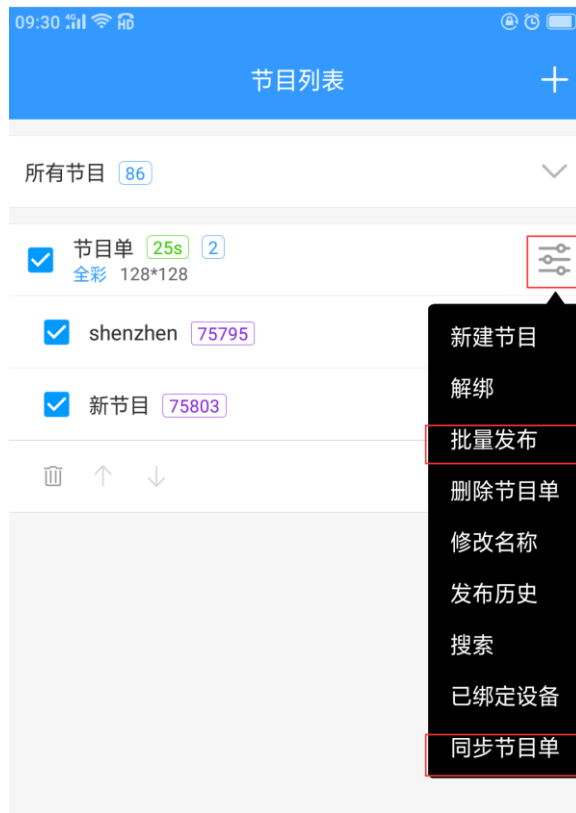 09:30 4G HD
节目列表
所有节目 86
节目单 25s 2
全彩 128*128
shenzhen 75795
新节目 75803
新建节目
解绑
批量发布
删除节目单
修改名称
发布历史
搜索
已绑定设备
同步节目单